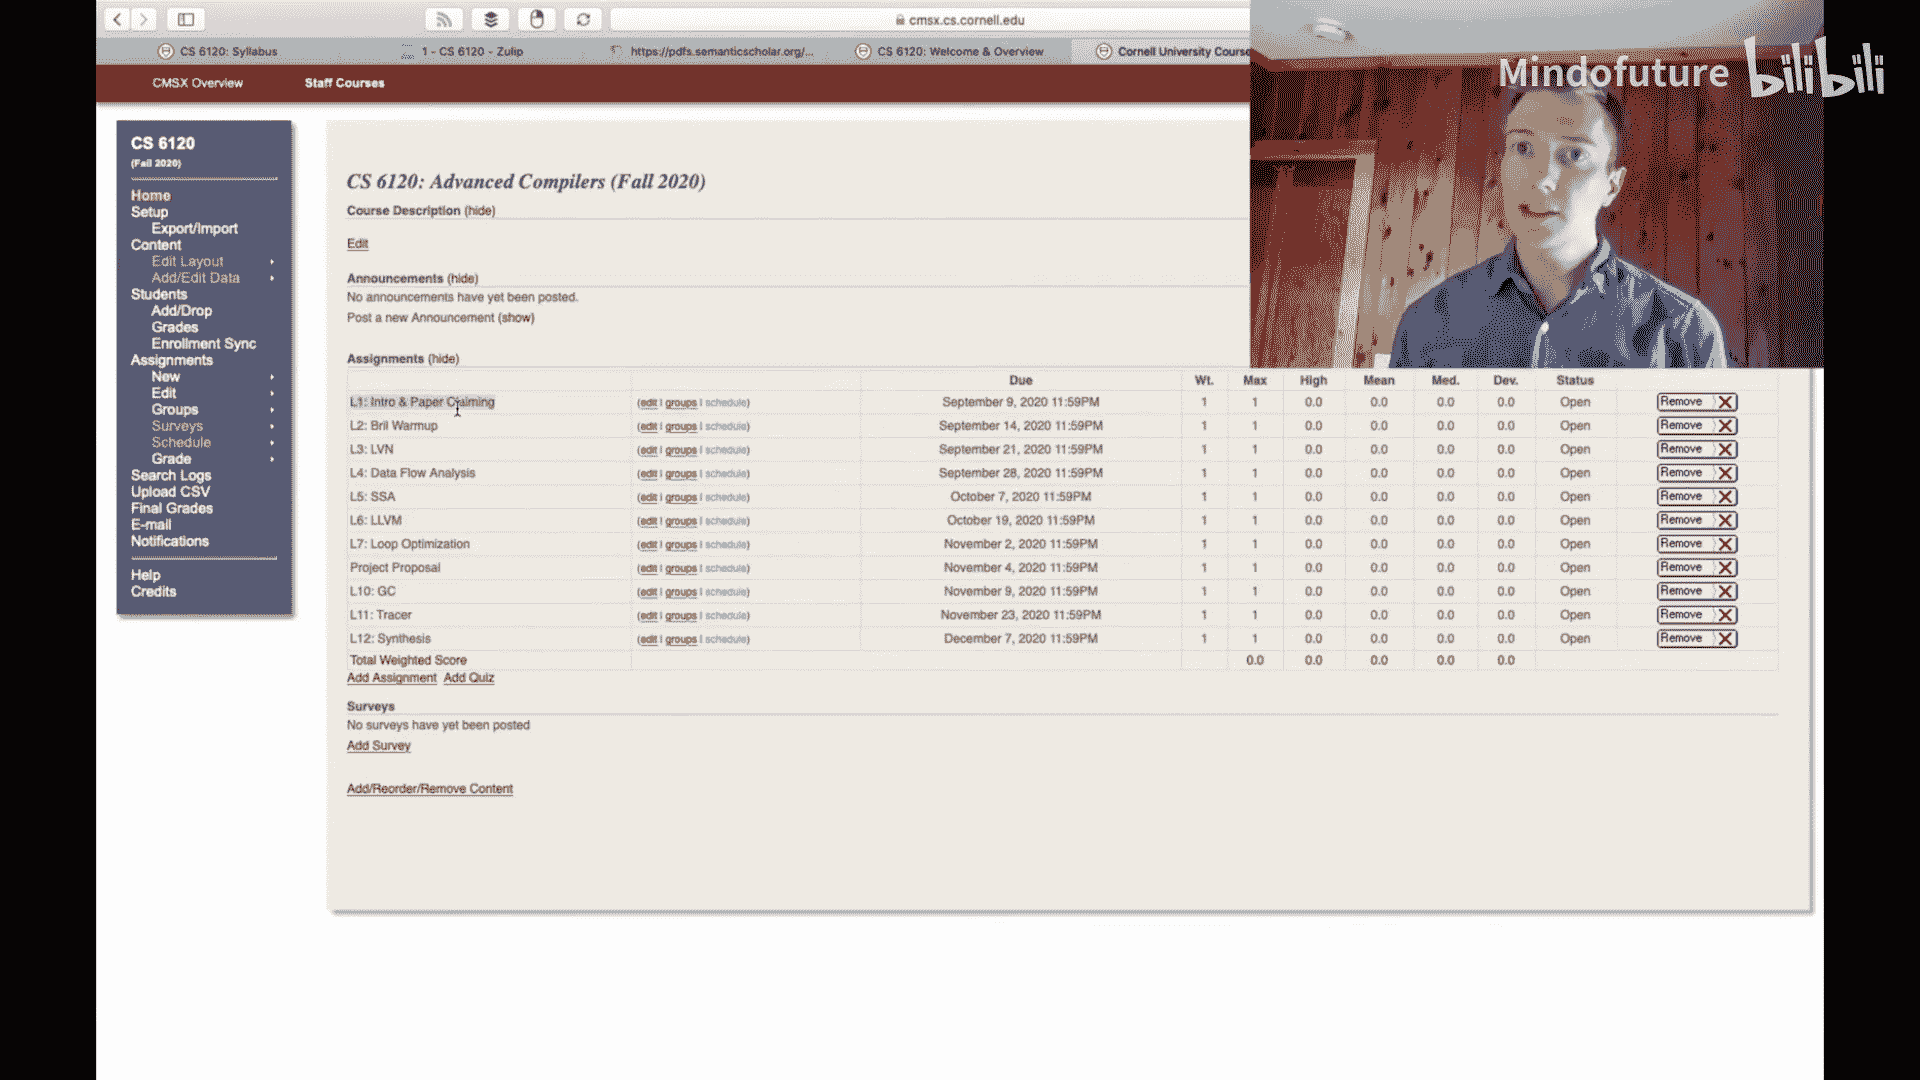 cmsx.cs.cornell.edu
CS 6120: Syllabus
1 - CS 6120 - Zulip
https://pdfs.semanticscholar.org/...
CS 6120: Welcome & Overview
Cornell University Course
Mindofuture bilibili
CMSX Overview
Staff Courses
CS 6120
(Fall 2020)
Home
Setup
Export/Import
Content
Edit Layout
Add/Edit Data
Students
Add/Drop
Grades
Enrollment Sync
Assignments
New
Edit
Groups
Surveys
Schedule
Grade
Search Logs
Upload CSV
Final Grades
E-mail
Notifications
Help
Credits
CS 6120: Advanced Compilers (Fall 2020)
Course Description (hide)
Edit
Announcements (hide)
No announcements have yet been posted.
Post a new Announcement (show)
Assignments (hide)
Due Wt. Max High Mean Med. Dev. Status
L1: Intro & Paper Claiming (edit | groups | schedule) September 9, 2020 11:59PM 1 1 0.0 0.0 0.0 0.0 Open Remove X
L2: Bril Warmup (edit | groups | schedule) September 14, 2020 11:59PM 1 1 0.0 0.0 0.0 0.0 Open Remove X
L3: LVN (edit | groups | schedule) September 21, 2020 11:59PM 1 1 0.0 0.0 0.0 0.0 Open Remove X
L4: Data Flow Analysis (edit | groups | schedule) September 28, 2020 11:59PM 1 1 0.0 0.0 0.0 0.0 Open Remove X
L5: SSA (edit | groups | schedule) October 7, 2020 11:59PM 1 1 0.0 0.0 0.0 0.0 Open Remove X
L6: LLVM (edit | groups | schedule) October 19, 2020 11:59PM 1 1 0.0 0.0 0.0 0.0 Open Remove X
L7: Loop Optimization (edit | groups | schedule) November 2, 2020 11:59PM 1 1 0.0 0.0 0.0 0.0 Open Remove X
Project Proposal (edit | groups | schedule) November 4, 2020 11:59PM 1 1 0.0 0.0 0.0 0.0 Open Remove X
L10: GC (edit | groups | schedule) November 9, 2020 11:59PM 1 1 0.0 0.0 0.0 0.0 Open Remove X
L11: Tracer (edit | groups | schedule) November 23, 2020 11:59PM 1 1 0.0 0.0 0.0 0.0 Open Remove X
L12: Synthesis (edit | groups | schedule) December 7, 2020 11:59PM 1 1 0.0 0.0 0.0 0.0 Open Remove X
Total Weighted Score 0.0 0.0 0.0 0.0 0.0
Add Assignment Add Quiz
Surveys
No surveys have yet been posted
Add Survey
Add/Reorder/Remove Content